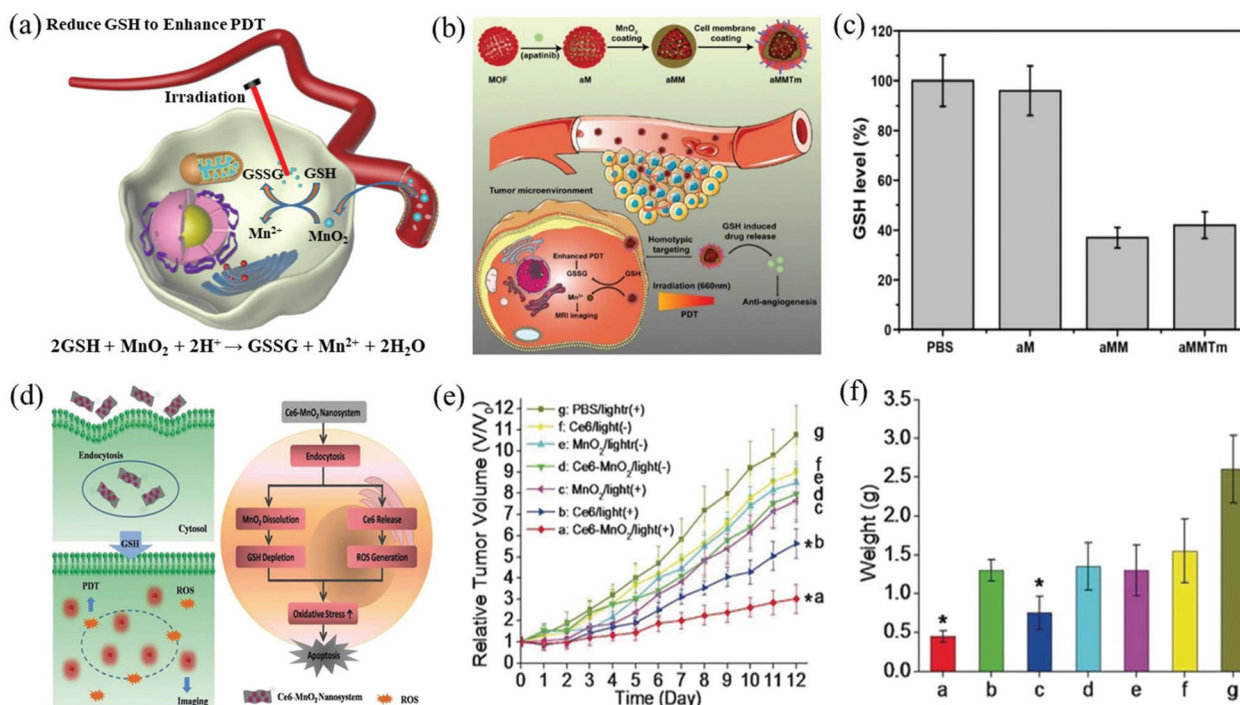 (a)
Reduce GSH to Enhance PDT
Irradiation
GSSG
GSH
Mn²⁺
MnO₂
2GSH + MnO₂ + 2H⁺ → GSSG + Mn²⁺ + 2H₂O
(b)
MnO₂
coating
Cell membrane
coating
(apatinib)
MOF
aM
aMM
aMMTm
Tumor microenvironment
Homotypic
targeting
GSH induced
drug release
Enhanced PDT
GSSG
GSH
Mn²⁺
MRI imaging
Irradiation (660nm)
PDT
Anti-angiogenesis
(c)
GSH level (%)
120
100
80
60
40
20
0
PBS
aM
aMM
aMMTm
(d)
Endocytosis
Cytosol
GSH
PDT
ROS
Imaging
Ce6-MnO₂ Nanosystem
Endocytosis
MnO₂ Dissolution
Ce6 Release
GSH Depletion
ROS Generation
Oxidative Stress ↑
Apoptosis
Ce6-MnO₂ Nanosystem
ROS
(e)
Relative Tumor Volume (V/V₀)
12
11
10
9
8
7
6
5
4
3
2
1
0
g: PBS/lightr(+)
f: Ce6/light(-)
e: MnO₂/lightr(-)
d: Ce6-MnO₂/light(-)
c: MnO₂/light(+)
b: Ce6/light(+)
a: Ce6-MnO₂/light(+)
g
f
e
d
c
*b
*a
0 1 2 3 4 5 6 7 8 9 10 11 12
Time (Day)
(f)
Weight (g)
3.5
3.0
2.5
2.0
1.5
1.0
0.5
0.0
*
*
a b c d e f g